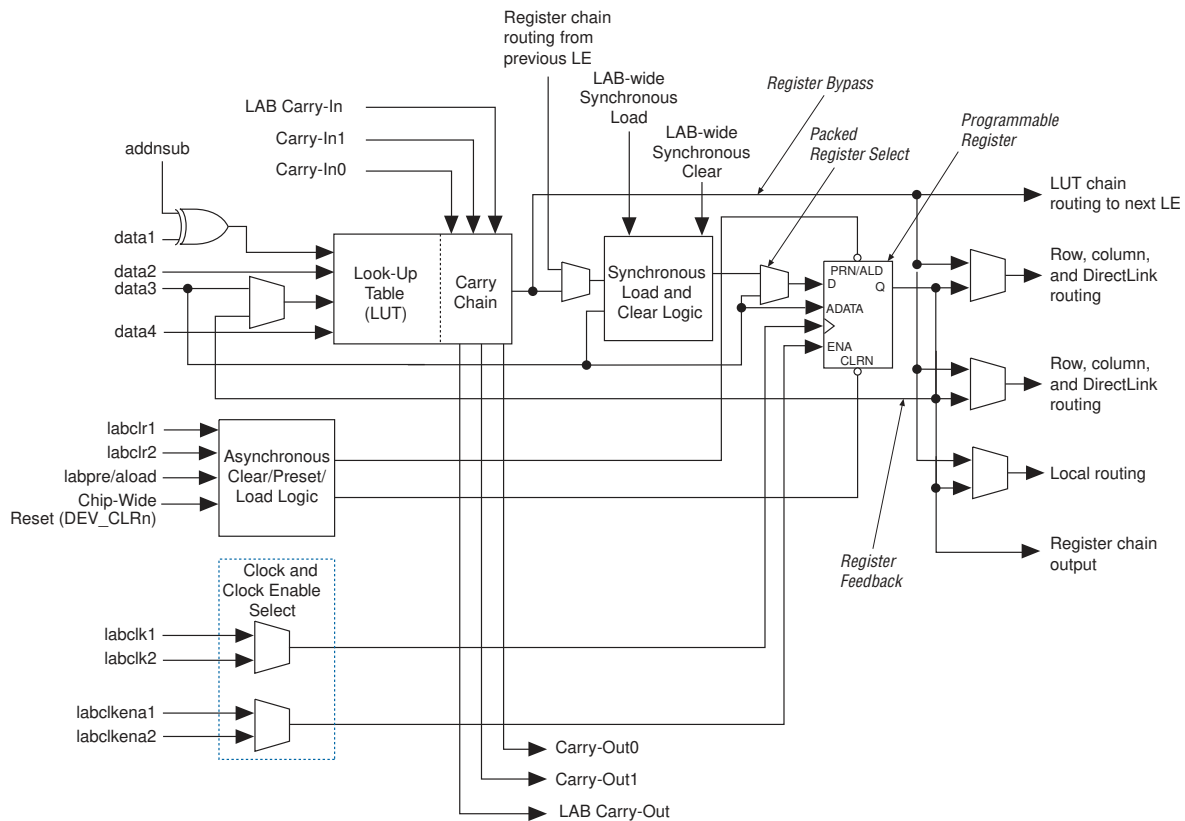 Register chain
routing from
previous LE
LAB-wide
Synchronous
Load
Register Bypass
LAB Carry-In
LAB-wide
Synchronous
Clear
Packed
Register Select
Programmable
Register
Carry-In1
addnsub
Carry-In0
LUT chain
routing to next LE
data1
data2
data3
data4
Look-Up
Table
(LUT)
Carry
Chain
Synchronous
Load and
Clear Logic
PRN/ALD
D
Q
ADATA
ENA
CLRN
Row, column,
and DirectLink
routing
Row, column,
and DirectLink
routing
labclr1
labclr2
labpre/aload
Chip-Wide
Reset (DEV_CLRn)
Asynchronous
Clear/Preset/
Load Logic
Local routing
Register chain
output
Register
Feedback
Clock and
Clock Enable
Select
labclk1
labclk2
labclkena1
labclkena2
Carry-Out0
Carry-Out1
LAB Carry-Out